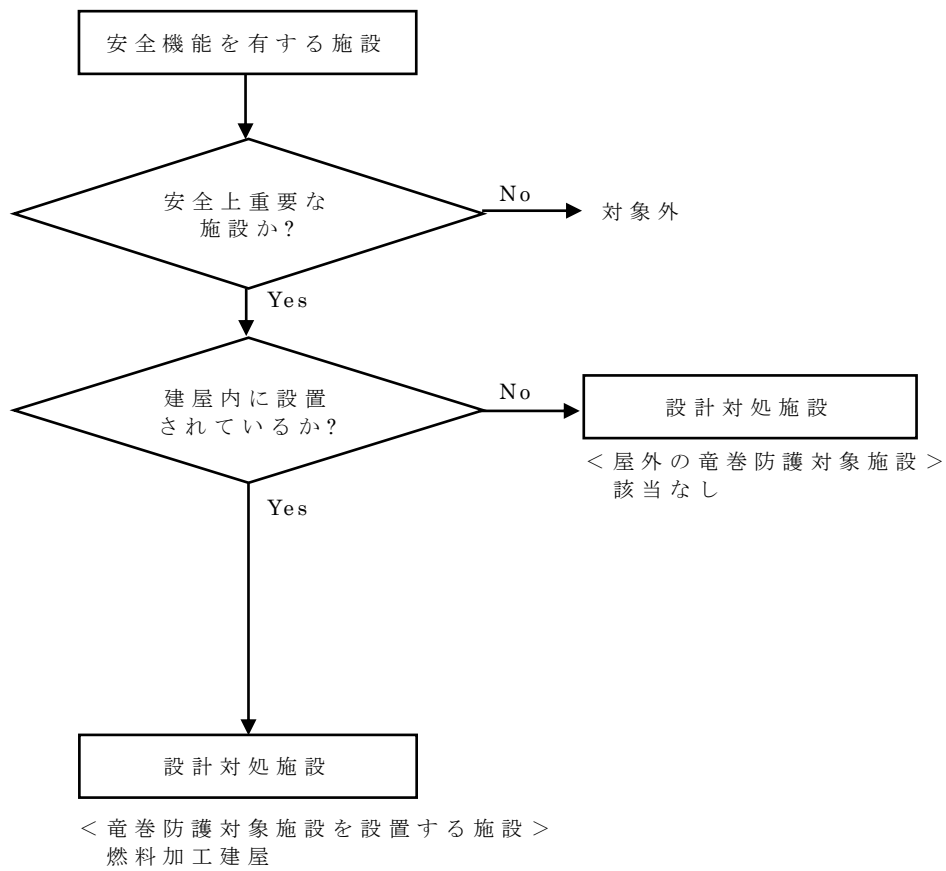 安全機能を有する施設
安全上重要な
施設か?
No
対象外
Yes
建屋内に設置
されているか?
No
設計対処施設
<屋外の竜巻防護対象施設>
該当なし
Yes
設計対処施設
<竜巻防護対象施設を設置する施設>
燃料加工建屋